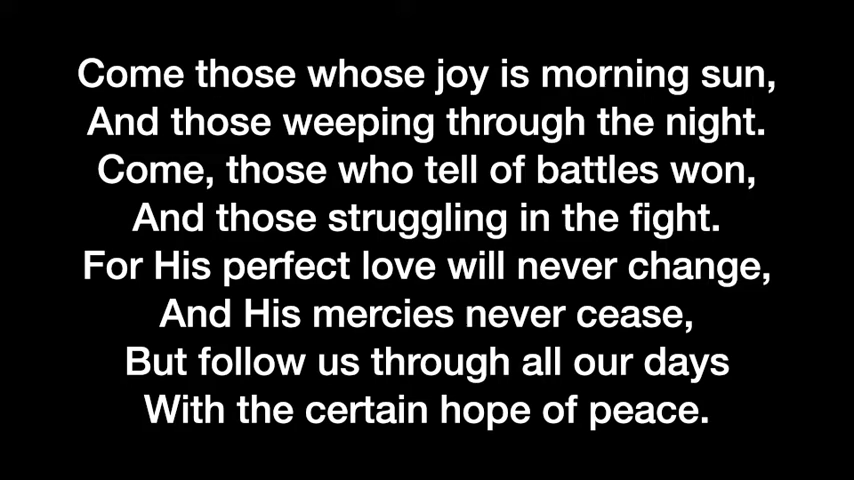 Come those whose joy is morning sun,
And those weeping through the night.
Come, those who tell of battles won,
And those struggling in the fight.
For His perfect love will never change,
And His mercies never cease,
But follow us through all our days
With the certain hope of peace.